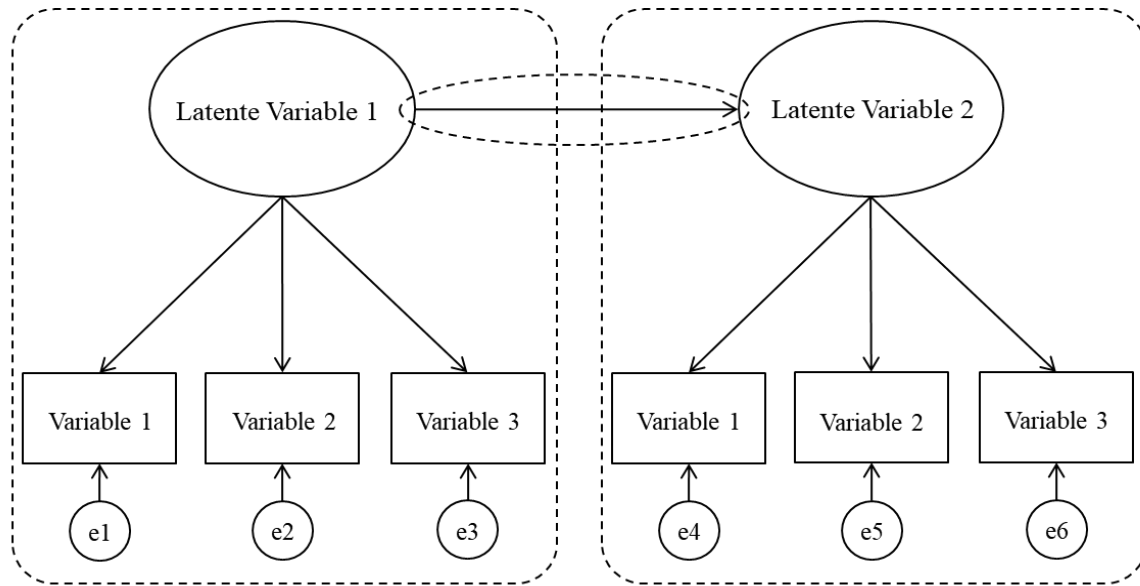 Latente Variable 1
Latente Variable 2
Variable 1
Variable 2
Variable 3
Variable 1
Variable 2
Variable 3
e1
e2
e3
e4
e5
e6